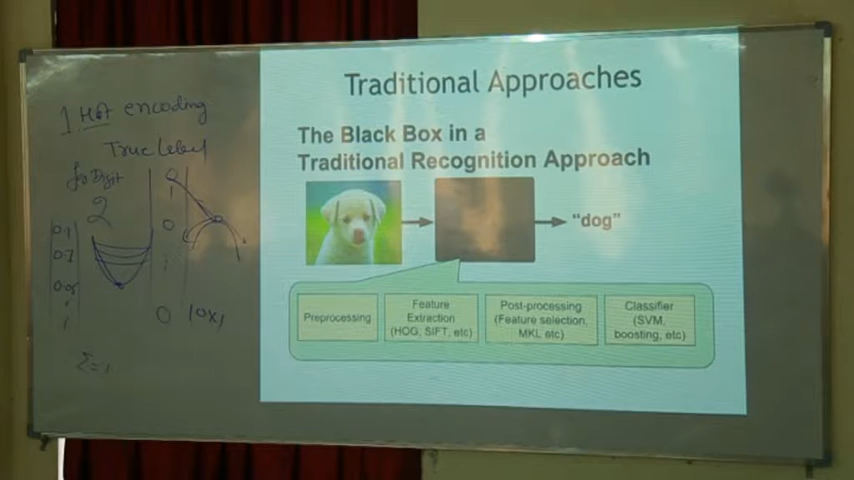 1 Hot encoding
True Label
for Digit
2
0.1
0.7
0.05
0
1
0
0 10x1
Σ=1
Traditional Approaches
The Black Box in a
Traditional Recognition Approach
"dog"
Preprocessing
Feature
Extraction
(HOG, SIFT, etc)
Post-processing
(Feature selection,
MKL etc)
Classifier
(SVM,
boosting, etc)